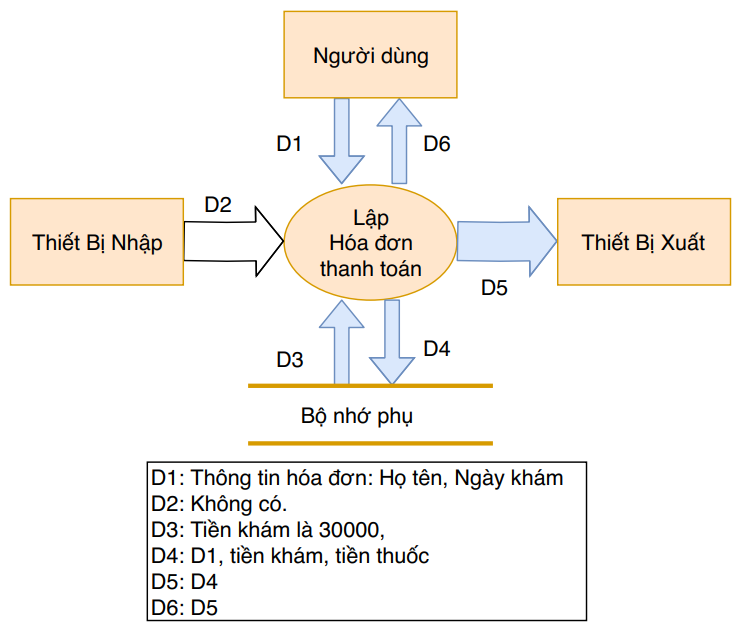 Người dùng
D1
D6
D2
Thiết Bị Nhập
Lập
Hóa đơn
thanh toán
Thiết Bị Xuất
D5
D3
D4
Bộ nhớ phụ
D1: Thông tin hóa đơn: Họ tên, Ngày khám
D2: Không có.
D3: Tiền khám là 30000,
D4: D1, tiền khám, tiền thuốc
D5: D4
D6: D5